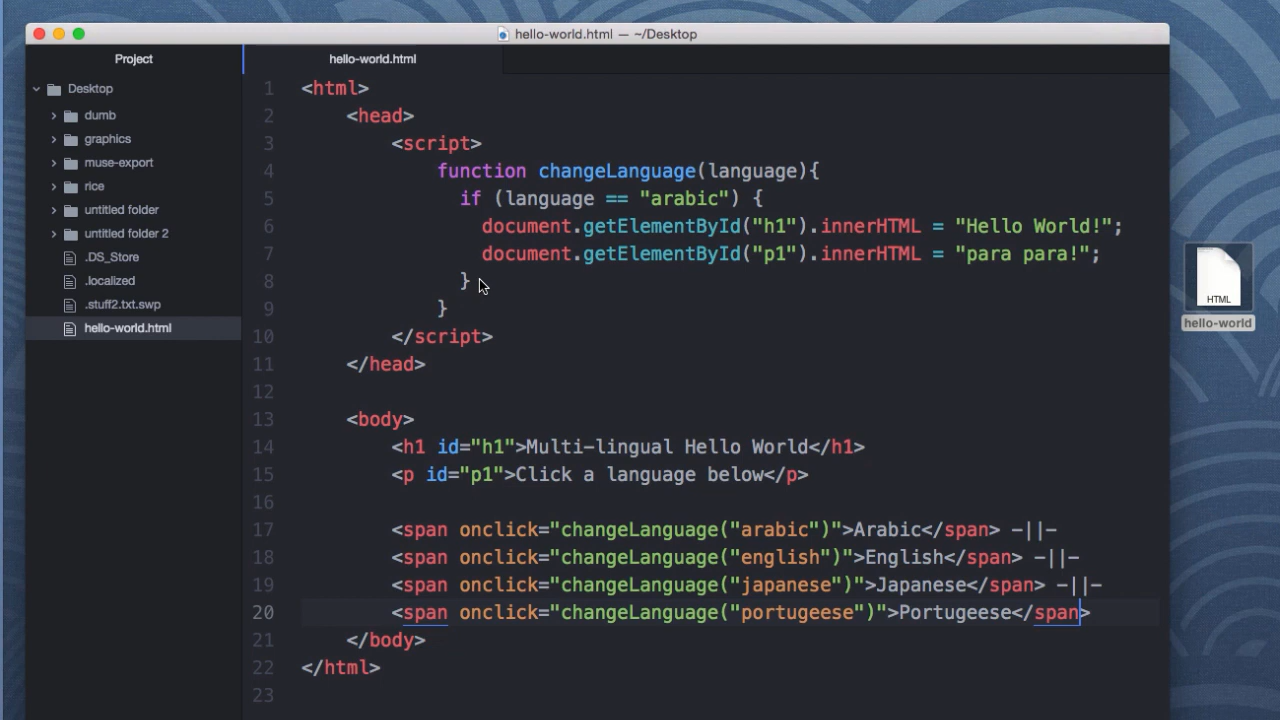 hello-world.html — ~/Desktop
Project
hello-world.html
Desktop
dumb
graphics
muse-export
rice
untitled folder
untitled folder 2
.DS_Store
.localized
.stuff2.txt.swp
hello-world.html
1 <html>
2 <head>
3 <script>
4 function changeLanguage(language){
5 if (language == "arabic") {
6 document.getElementById("h1").innerHTML = "Hello World!";
7 document.getElementById("p1").innerHTML = "para para!";
8 }
9 }
10 </script>
11 </head>
12
13 <body>
14 <h1 id="h1">Multi-lingual Hello World</h1>
15 <p id="p1">Click a language below</p>
16
17 <span onclick="changeLanguage("arabic")">Arabic</span> -||-
18 <span onclick="changeLanguage("english")">English</span> -||-
19 <span onclick="changeLanguage("japanese")">Japanese</span> -||-
20 <span onclick="changeLanguage("portugeese")">Portugeese</span>
21 </body>
22 </html>
23
HTML
hello-world